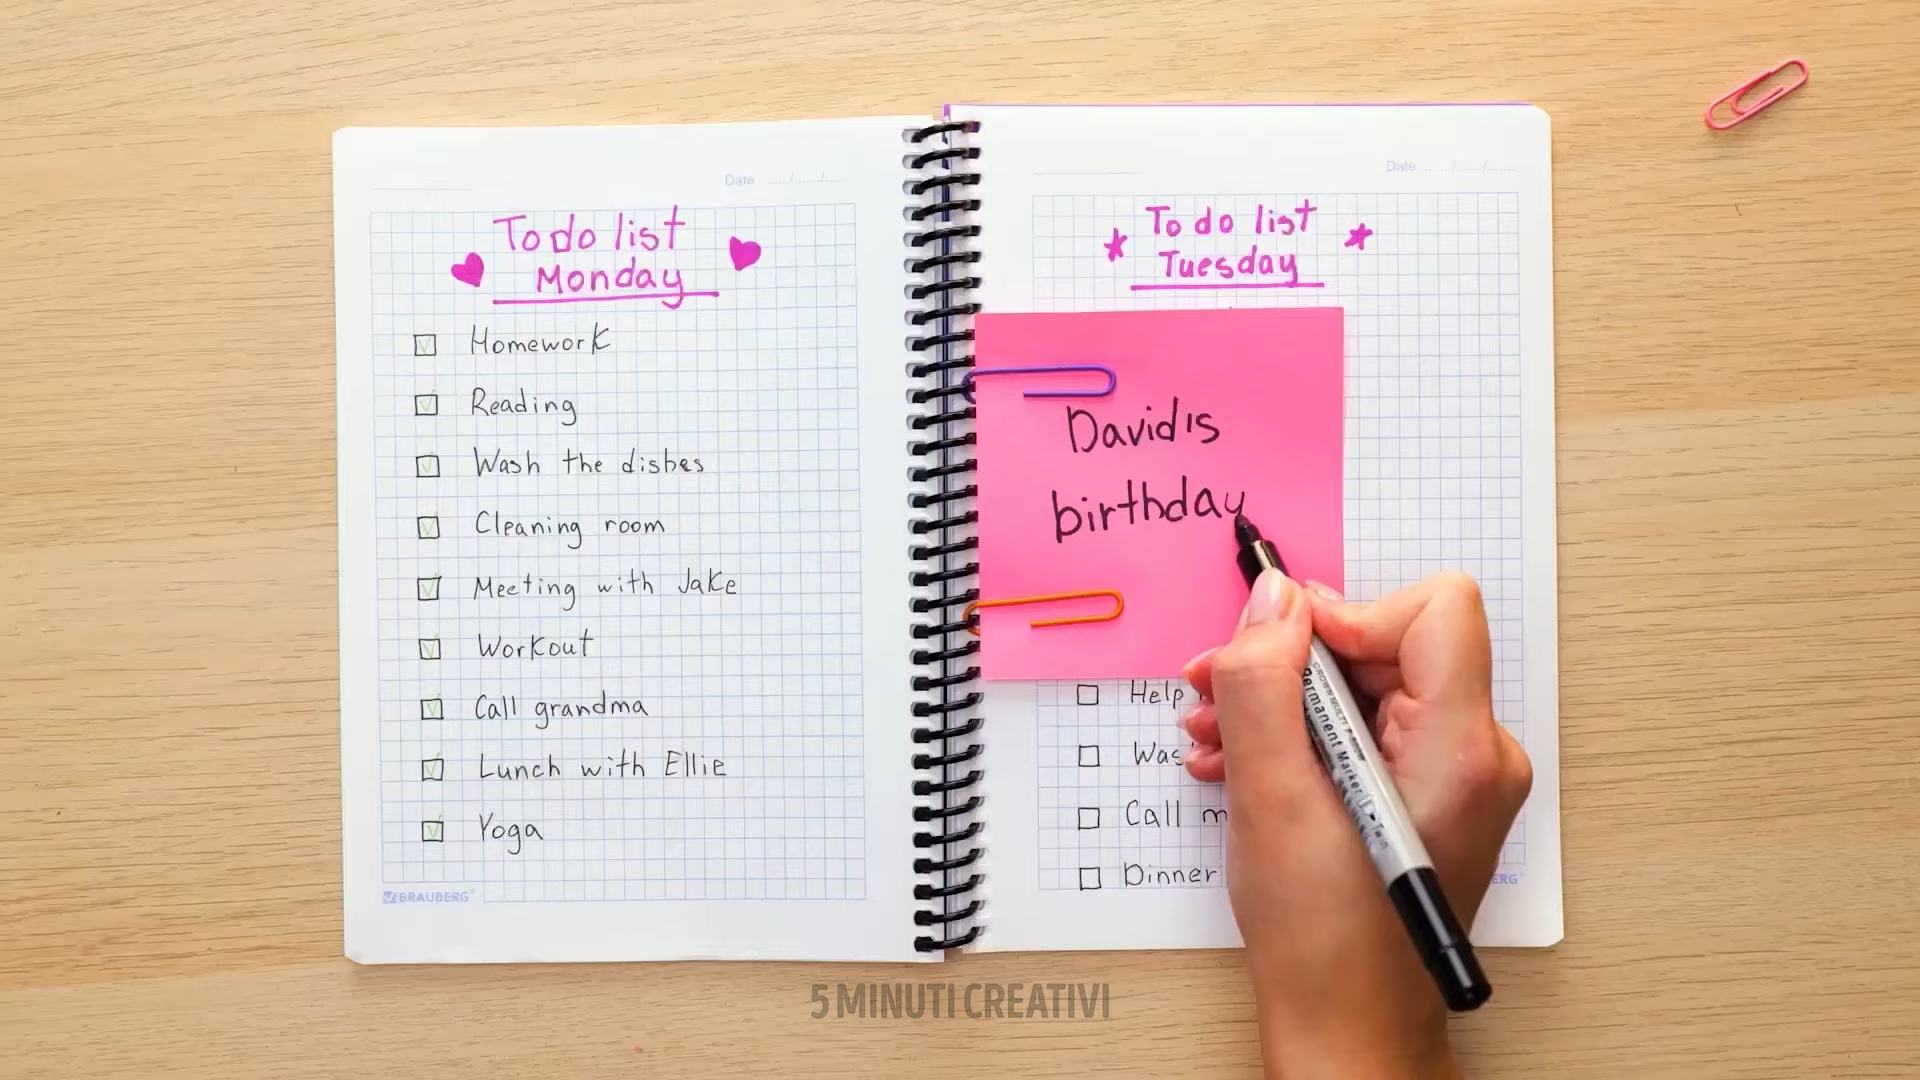 Date ....../....../......
To do list
Monday
Homework
Reading
Wash the dishes
Cleaning room
Meeting with Jake
Workout
Call grandma
Lunch with Ellie
Yoga
BRAUBERG
Date ....../....../......
To do list
Tuesday
David's
birthday
Help
Call
Dinner
Permanent Marker
Twin
5 MINUTI CREATIVI